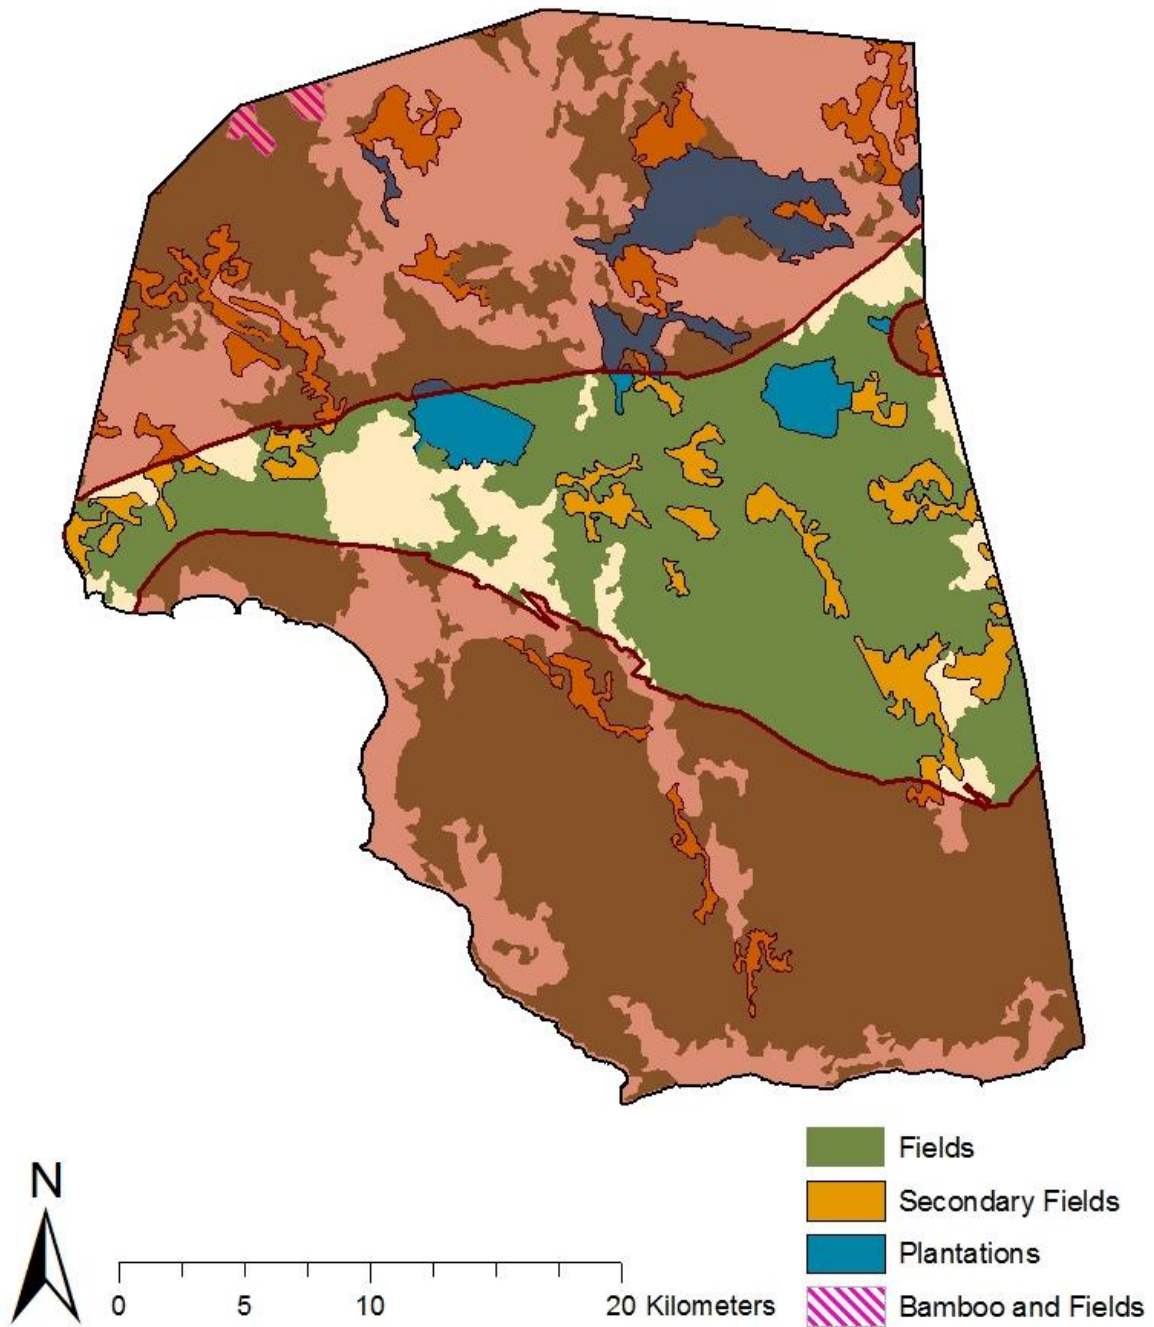 Fields
Secondary Fields
Plantations
Bamboo and Fields
N
0 5 10 20 Kilometers